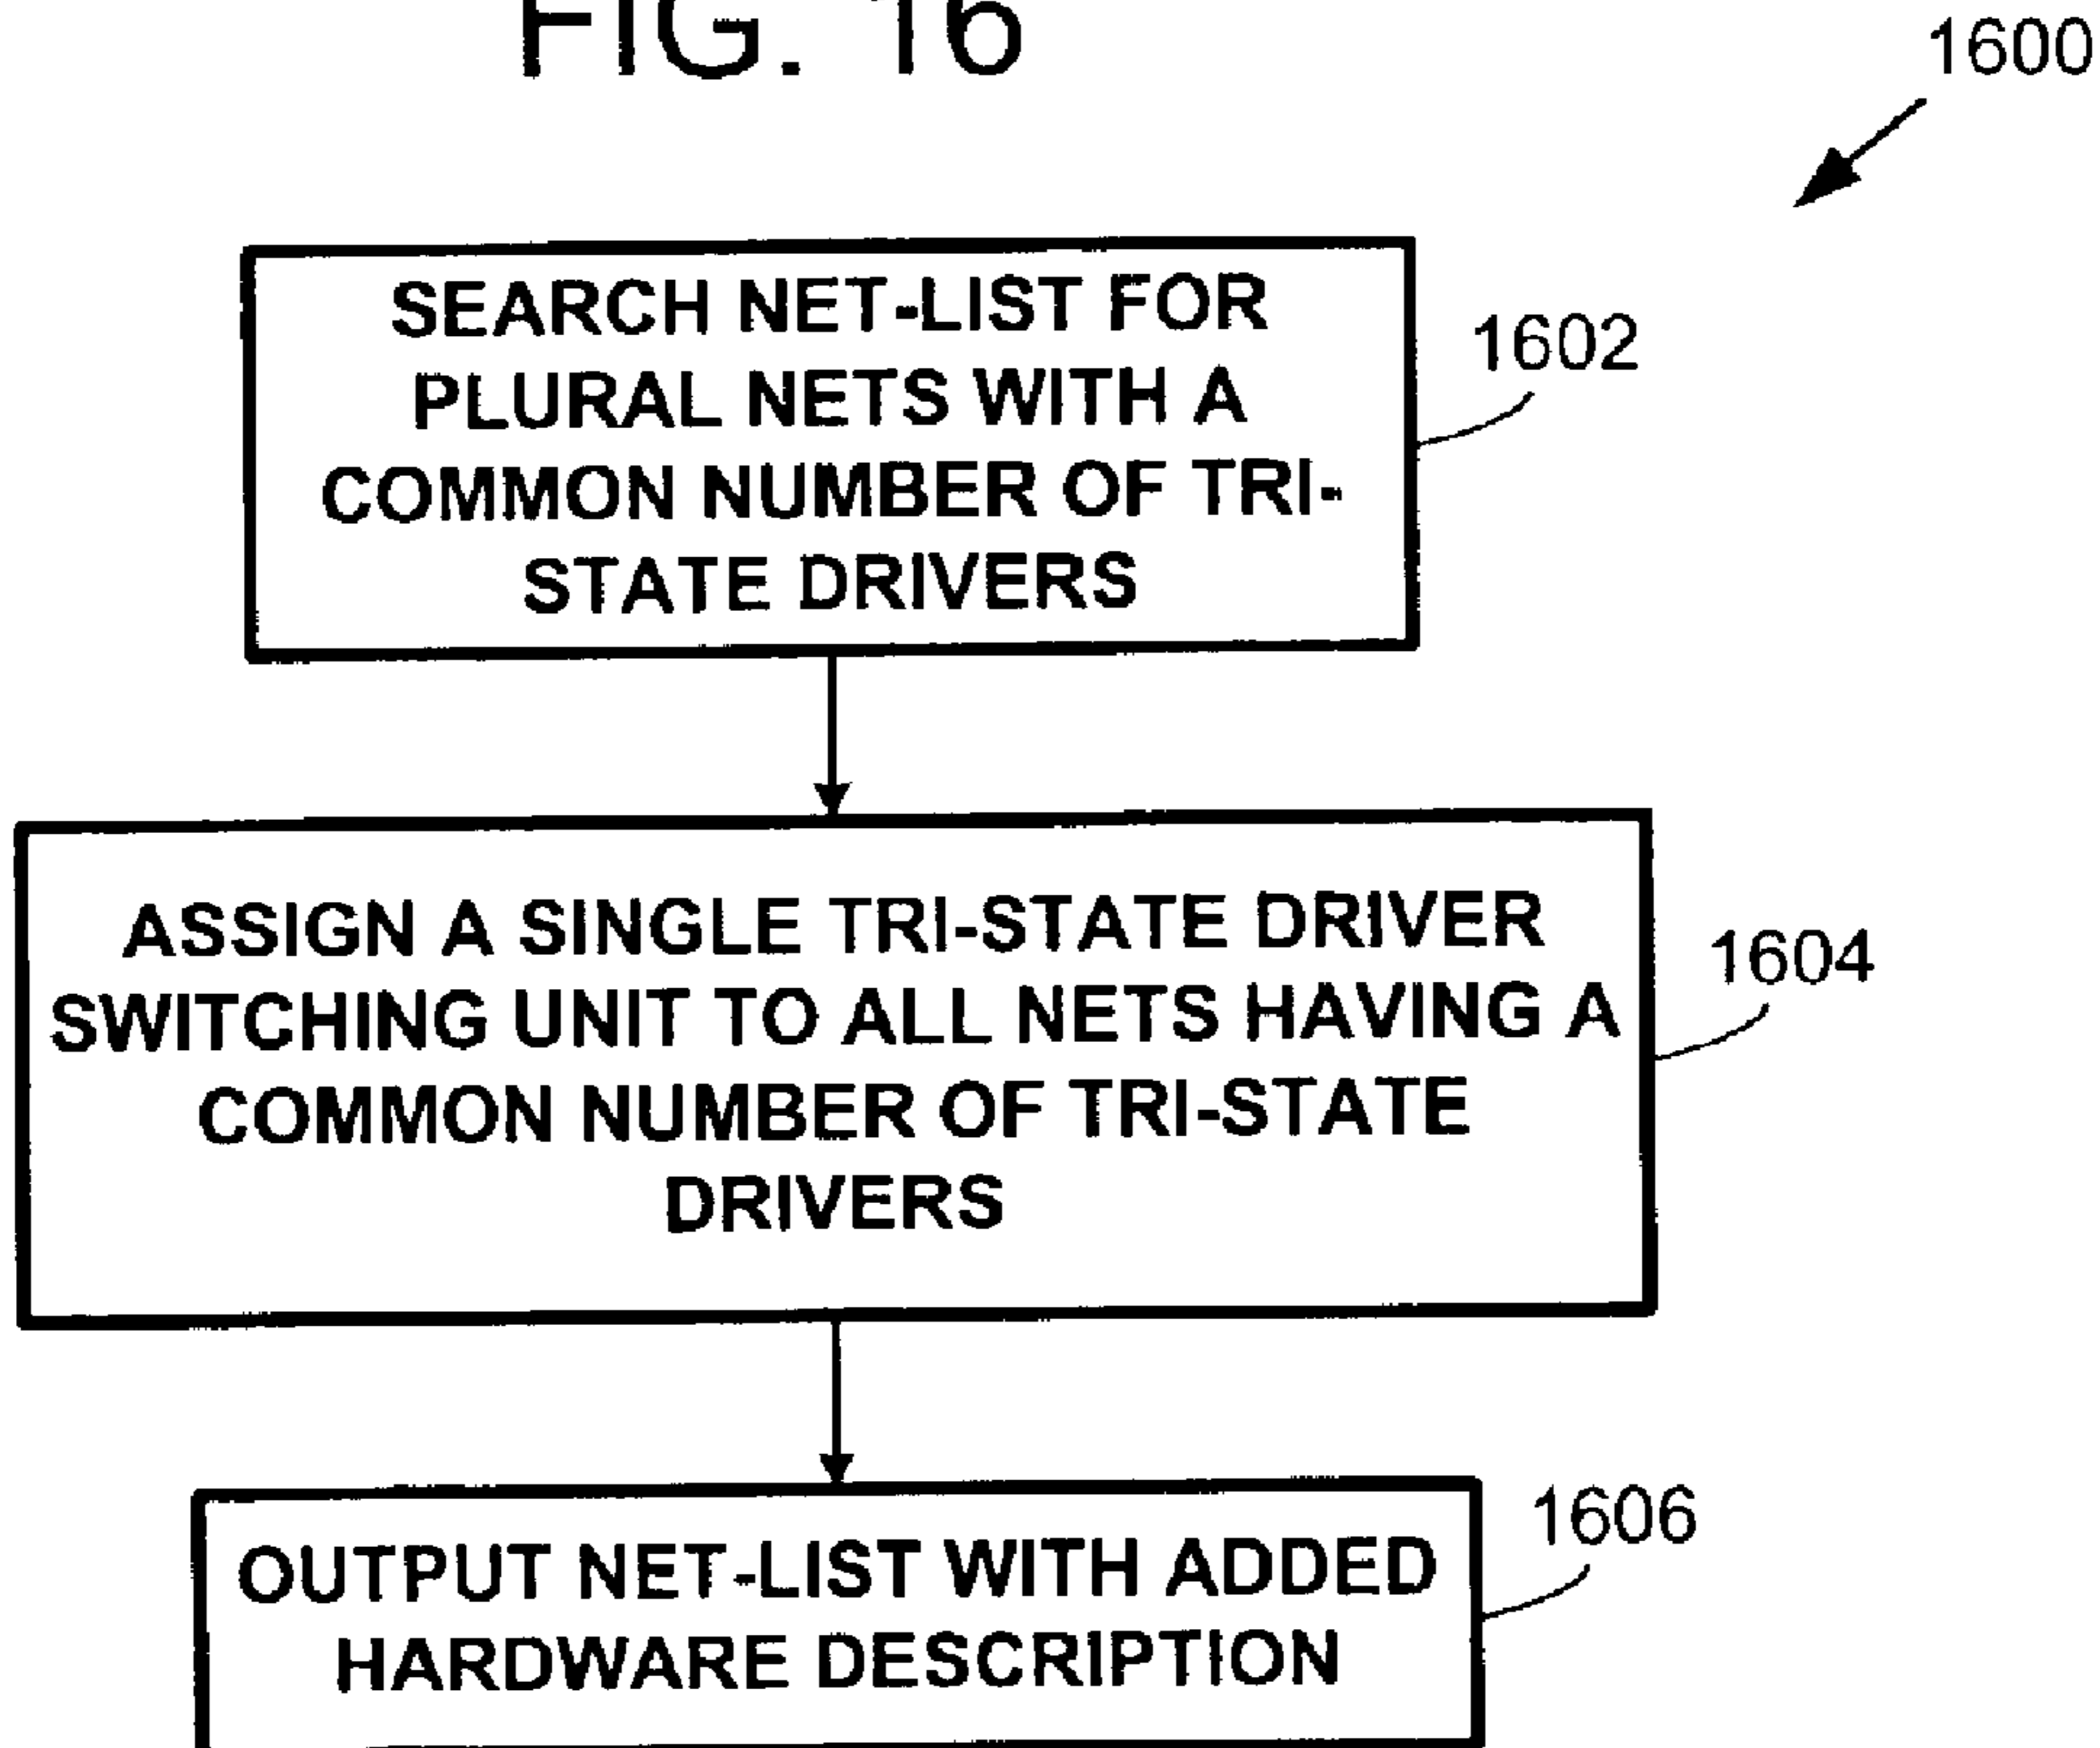 FIG. 16
1600
SEARCH NET-LIST FOR
PLURAL NETS WITH A
COMMON NUMBER OF TRI-
STATE DRIVERS
1602
ASSIGN A SINGLE TRI-STATE DRIVER
SWITCHING UNIT TO ALL NETS HAVING A
COMMON NUMBER OF TRI-STATE
DRIVERS
1604
OUTPUT NET-LIST WITH ADDED
HARDWARE DESCRIPTION
1606